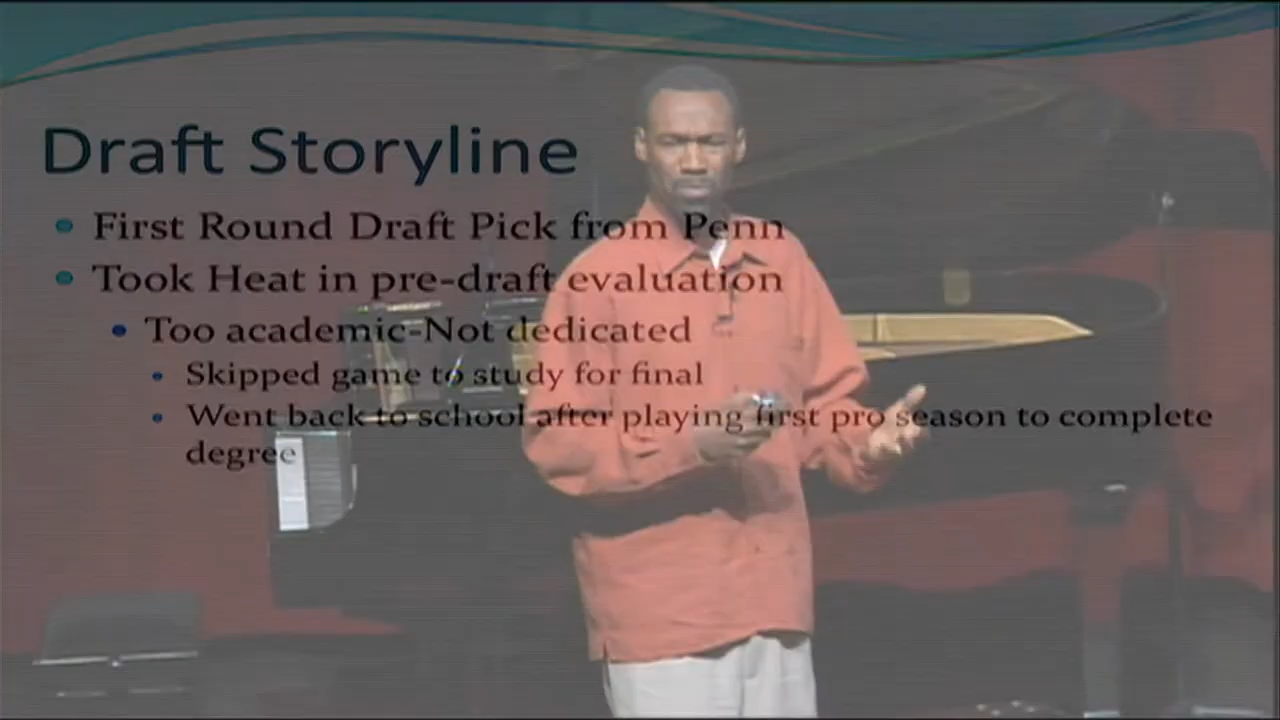 Draft Storyline
First Round Draft Pick from Penn
Took Heat in pre-draft evaluation
Too academic-Not dedicated
Skipped game to study for final
Went back to school after playing first pro season to complete
degree